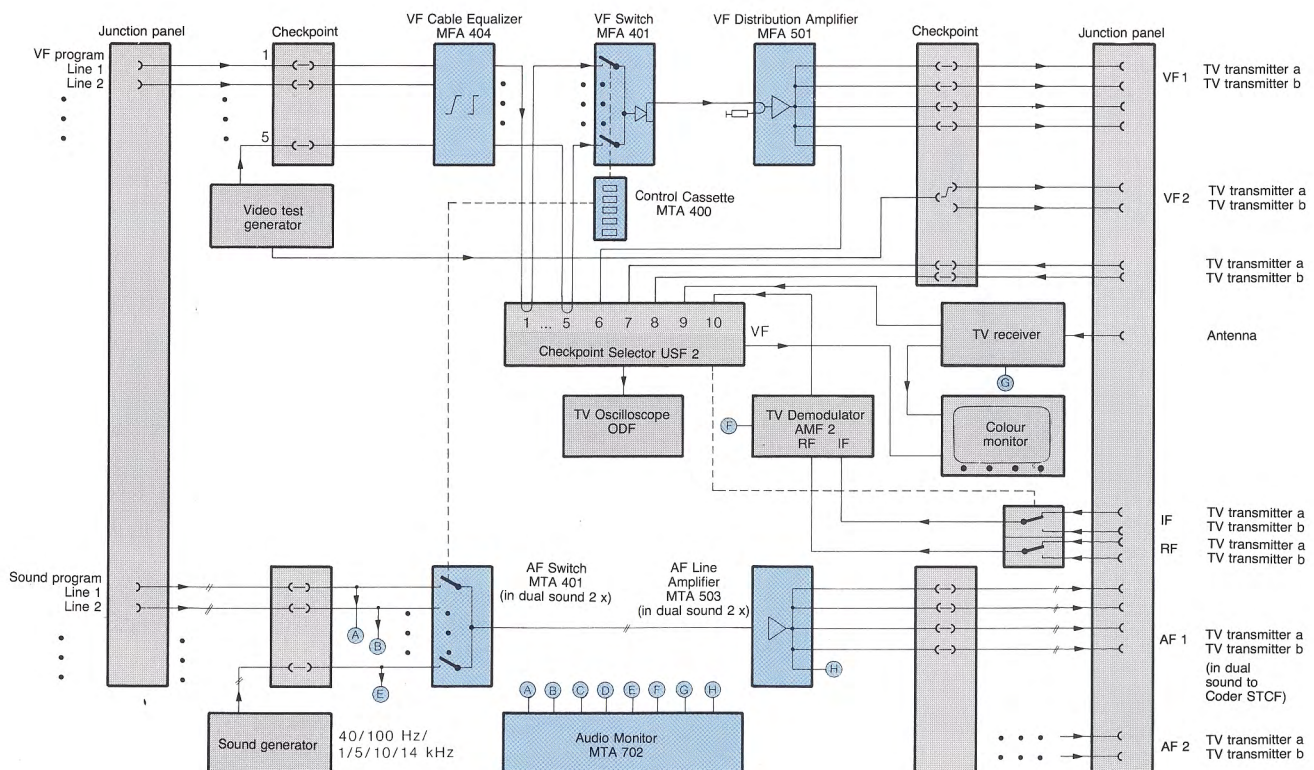 VF Cable Equalizer
MFA 404
VF Switch
MFA 401
VF Distribution Amplifier
MFA 501
Junction panel
Checkpoint
Checkpoint
Junction panel
VF program
Line 1
Line 2
1
5
VF 1
TV transmitter a
TV transmitter b
Video test
generator
Control Cassette
MTA 400
VF 2
TV transmitter a
TV transmitter b
TV transmitter a
TV transmitter b
1 ... 5 6 7 8 9 10
VF
Checkpoint Selector USF 2
TV receiver
Antenna
G
TV Oscilloscope
ODF
F
TV Demodulator
AMF 2
RF IF
Colour
monitor
IF
TV transmitter a
TV transmitter b
RF
TV transmitter a
TV transmitter b
Sound program
Line 1
Line 2
AF Switch
MTA 401
(in dual sound 2 x)
AF Line
Amplifier
MTA 503
(in dual sound 2 x)
A
B
E
H
AF 1
TV transmitter a
TV transmitter b
(in dual
sound to
Coder STCF)
A B C D E F G H
Sound generator
40/100 Hz/
1/5/10/14 kHz
Audio Monitor
MTA 702
AF 2
TV transmitter a
TV transmitter b